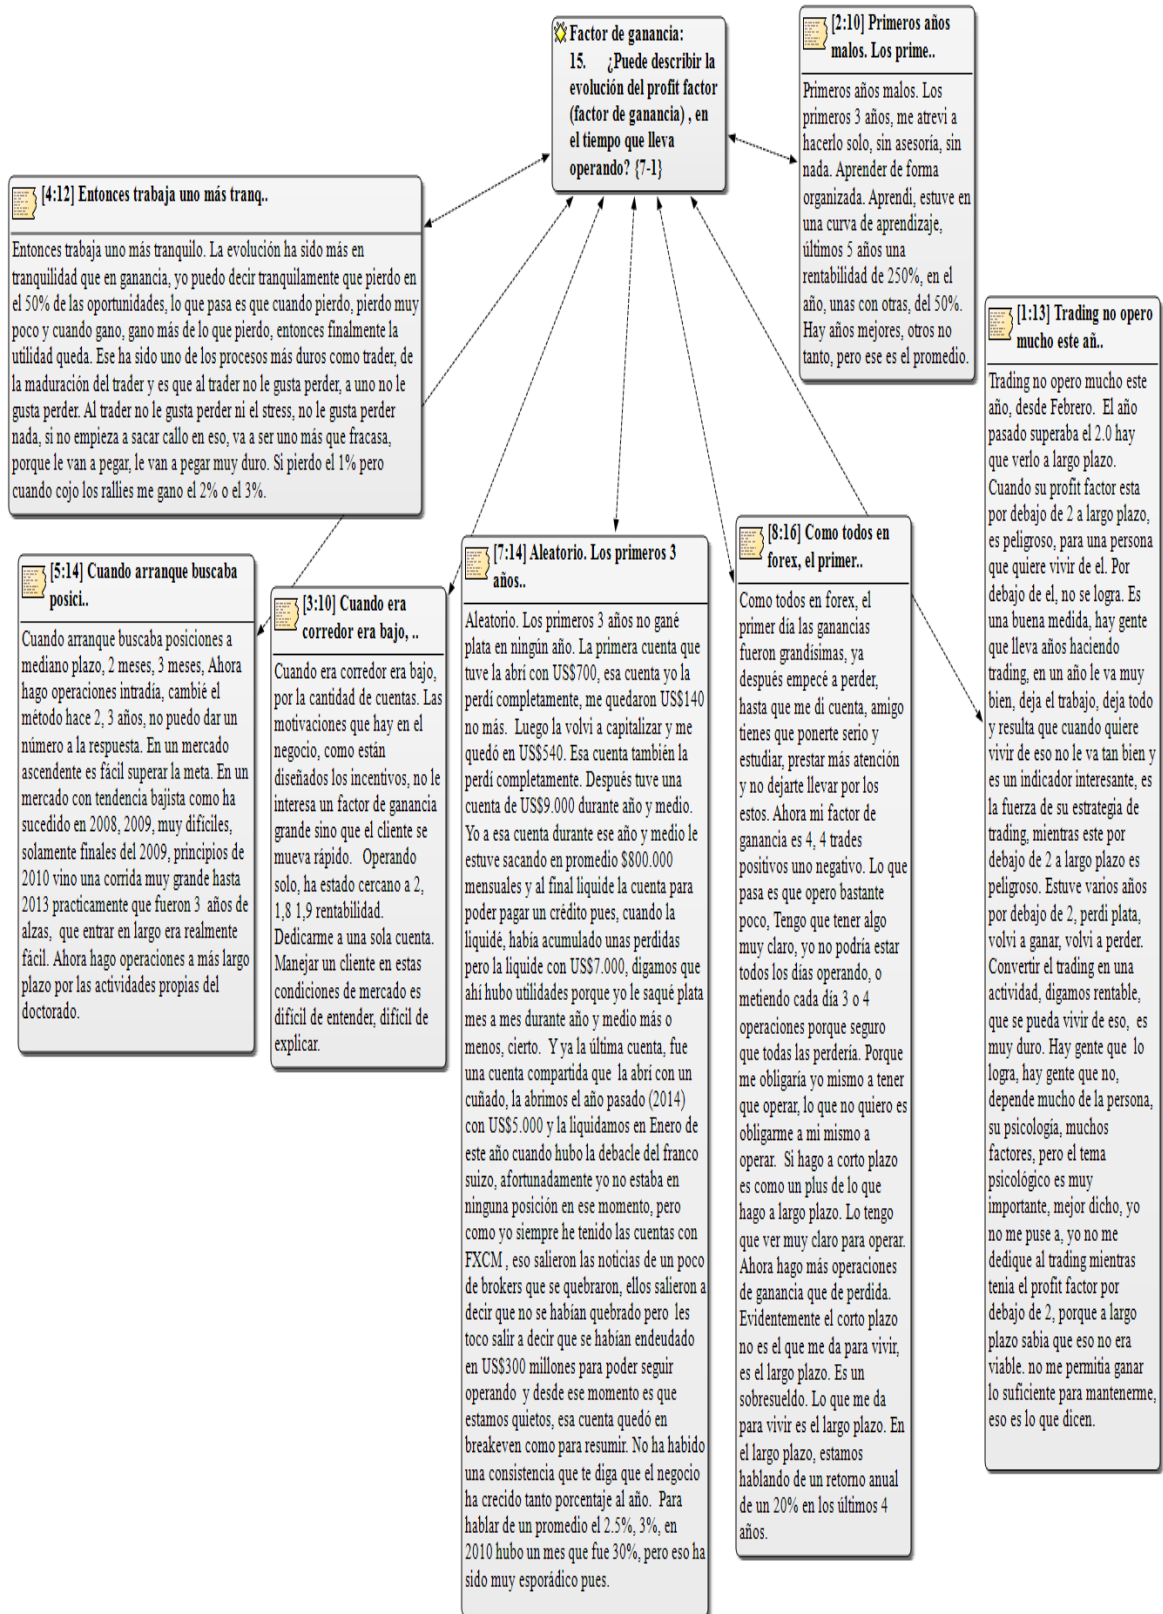 Factor de ganancia:
15. ¿Puede describir la
evolución del profit factor
(factor de ganancia) , en
el tiempo que lleva
operando? {7-1}
[2:10] Primeros años
malos. Los prime..
Primeros años malos. Los
primeros 3 años, me atrevi a
hacerlo solo, sin asesoría, sin
nada. Aprender de forma
organizada. Aprendi, estuve en
una curva de aprendizaje,
últimos 5 años una
rentabilidad de 250%, en el
año, unas con otras, del 50%.
Hay años mejores, otros no
tanto, pero ese es el promedio.
[4:12] Entonces trabaja uno más tranq..
Entonces trabaja uno más tranquilo. La evolución ha sido más en
tranquilidad que en ganancia, yo puedo decir tranquilamente que pierdo en
el 50% de las oportunidades, lo que pasa es que cuando pierdo, pierdo muy
poco y cuando gano, gano más de lo que pierdo, entonces finalmente la
utilidad queda. Ese ha sido uno de los procesos más duros como trader, de
la maduración del trader y es que al trader no le gusta perder, a uno no le
gusta perder. Al trader no le gusta perder ni el stress, no le gusta perder
nada, si no empieza a sacar callo en eso, va a ser uno más que fracasa,
porque le van a pegar, le van a pegar muy duro. Si pierdo el 1% pero
cuando cojo los rallies me gano el 2% o el 3%.
[1:13] Trading no opero
mucho este añ..
Trading no opero mucho este
año, desde Febrero. El año
pasado superaba el 2.0 hay
que verlo a largo plazo.
Cuando su profit factor esta
por debajo de 2 a largo plazo,
es peligroso, para una persona
que quiere vivir de el. Por
debajo de el, no se logra. Es
una buena medida, hay gente
que lleva años haciendo
trading, en un año le va muy
bien, deja el trabajo, deja todo
y resulta que cuando quiere
vivir de eso no le va tan bien y
es un indicador interesante, es
la fuerza de su estrategia de
trading, mientras este por
debajo de 2 a largo plazo es
peligroso. Estuve varios años
por debajo de 2, perdi plata,
volvi a ganar, volvi a perder.
Convertir el trading en una
actividad, digamos rentable,
que se pueda vivir de eso, es
muy duro. Hay gente que lo
logra, hay gente que no,
depende mucho de la persona,
su psicología, muchos
factores, pero el tema
psicológico es muy
importante, mejor dicho, yo
no me puse a, yo no me
dedique al trading mientras
tenia el profit factor por
debajo de 2, porque a largo
plazo sabia que eso no era
viable. no me permitia ganar
lo suficiente para mantenerme,
eso es lo que dicen.
[5:14] Cuando arranque buscaba
posici..
Cuando arranque buscaba posiciones a
mediano plazo, 2 meses, 3 meses, Ahora
hago operaciones intradía, cambié el
método hace 2, 3 años, no puedo dar un
número a la respuesta. En un mercado
ascendente es fácil superar la meta. En un
mercado con tendencia bajista como ha
sucedido en 2008, 2009, muy difíciles,
solamente finales del 2009, principios de
2010 vino una corrida muy grande hasta
2013 practicamente que fueron 3 años de
alzas, que entrar en largo era realmente
fácil. Ahora hago operaciones a más largo
plazo por las actividades propias del
doctorado.
[3:10] Cuando era
corredor era bajo, ..
Cuando era corredor era bajo,
por la cantidad de cuentas. Las
motivaciones que hay en el
negocio, como están
diseñados los incentivos, no le
interesa un factor de ganancia
grande sino que el cliente se
mueva rápido. Operando
solo, ha estado cercano a 2,
1,8 1,9 rentabilidad.
Dedicarme a una sola cuenta.
Manejar un cliente en estas
condiciones de mercado es
difícil de entender, difícil de
explicar.
[7:14] Aleatorio. Los primeros 3
años..
Aleatorio. Los primeros 3 años no gané
plata en ningún año. La primera cuenta que
tuve la abrí con US$700, esa cuenta yo la
perdí completamente, me quedaron US$140
no más. Luego la volvi a capitalizar y me
quedó en US$540. Esa cuenta también la
perdí completamente. Después tuve una
cuenta de US$9.000 durante año y medio.
Yo a esa cuenta durante ese año y medio le
estuve sacando en promedio $800.000
mensuales y al final liquide la cuenta para
poder pagar un crédito pues, cuando la
liquidé, había acumulado unas perdidas
pero la liquide con US$7.000, digamos que
ahí hubo utilidades porque yo le saqué plata
mes a mes durante año y medio más o
menos, cierto. Y ya la última cuenta, fue
una cuenta compartida que la abrí con un
cuñado, la abrimos el año pasado (2014)
con US$5.000 y la liquidamos en Enero de
este año cuando hubo la debacle del franco
suizo, afortunadamente yo no estaba en
ninguna posición en ese momento, pero
como yo siempre he tenido las cuentas con
FXCM , eso salieron las noticias de un poco
de brokers que se quebraron, ellos salieron a
decir que no se habían quebrado pero les
toco salir a decir que se habían endeudado
en US$300 millones para poder seguir
operando y desde ese momento es que
estamos quietos, esa cuenta quedó en
breakeven como para resumir. No ha habido
una consistencia que te diga que el negocio
ha crecido tanto porcentaje al año. Para
hablar de un promedio el 2.5%, 3%, en
2010 hubo un mes que fue 30%, pero eso ha
sido muy esporádico pues.
[8:16] Como todos en
forex, el primer..
Como todos en forex, el
primer día las ganancias
fueron grandísimas, ya
después empecé a perder,
hasta que me di cuenta, amigo
tienes que ponerte serio y
estudiar, prestar más atención
y no dejarte llevar por los
estos. Ahora mi factor de
ganancia es 4, 4 trades
positivos uno negativo. Lo que
pasa es que opero bastante
poco, Tengo que tener algo
muy claro, yo no podría estar
todos los días operando, o
metiendo cada día 3 o 4
operaciones porque seguro
que todas las perdería. Porque
me obligaría yo mismo a tener
que operar, lo que no quiero es
obligarme a mi mismo a
operar. Si hago a corto plazo
es como un plus de lo que
hago a largo plazo. Lo tengo
que ver muy claro para operar.
Ahora hago más operaciones
de ganancia que de perdida.
Evidentemente el corto plazo
no es el que me da para vivir,
es el largo plazo. Es un
sobresueldo. Lo que me da
para vivir es el largo plazo. En
el largo plazo, estamos
hablando de un retorno anual
de un 20% en los últimos 4
años.